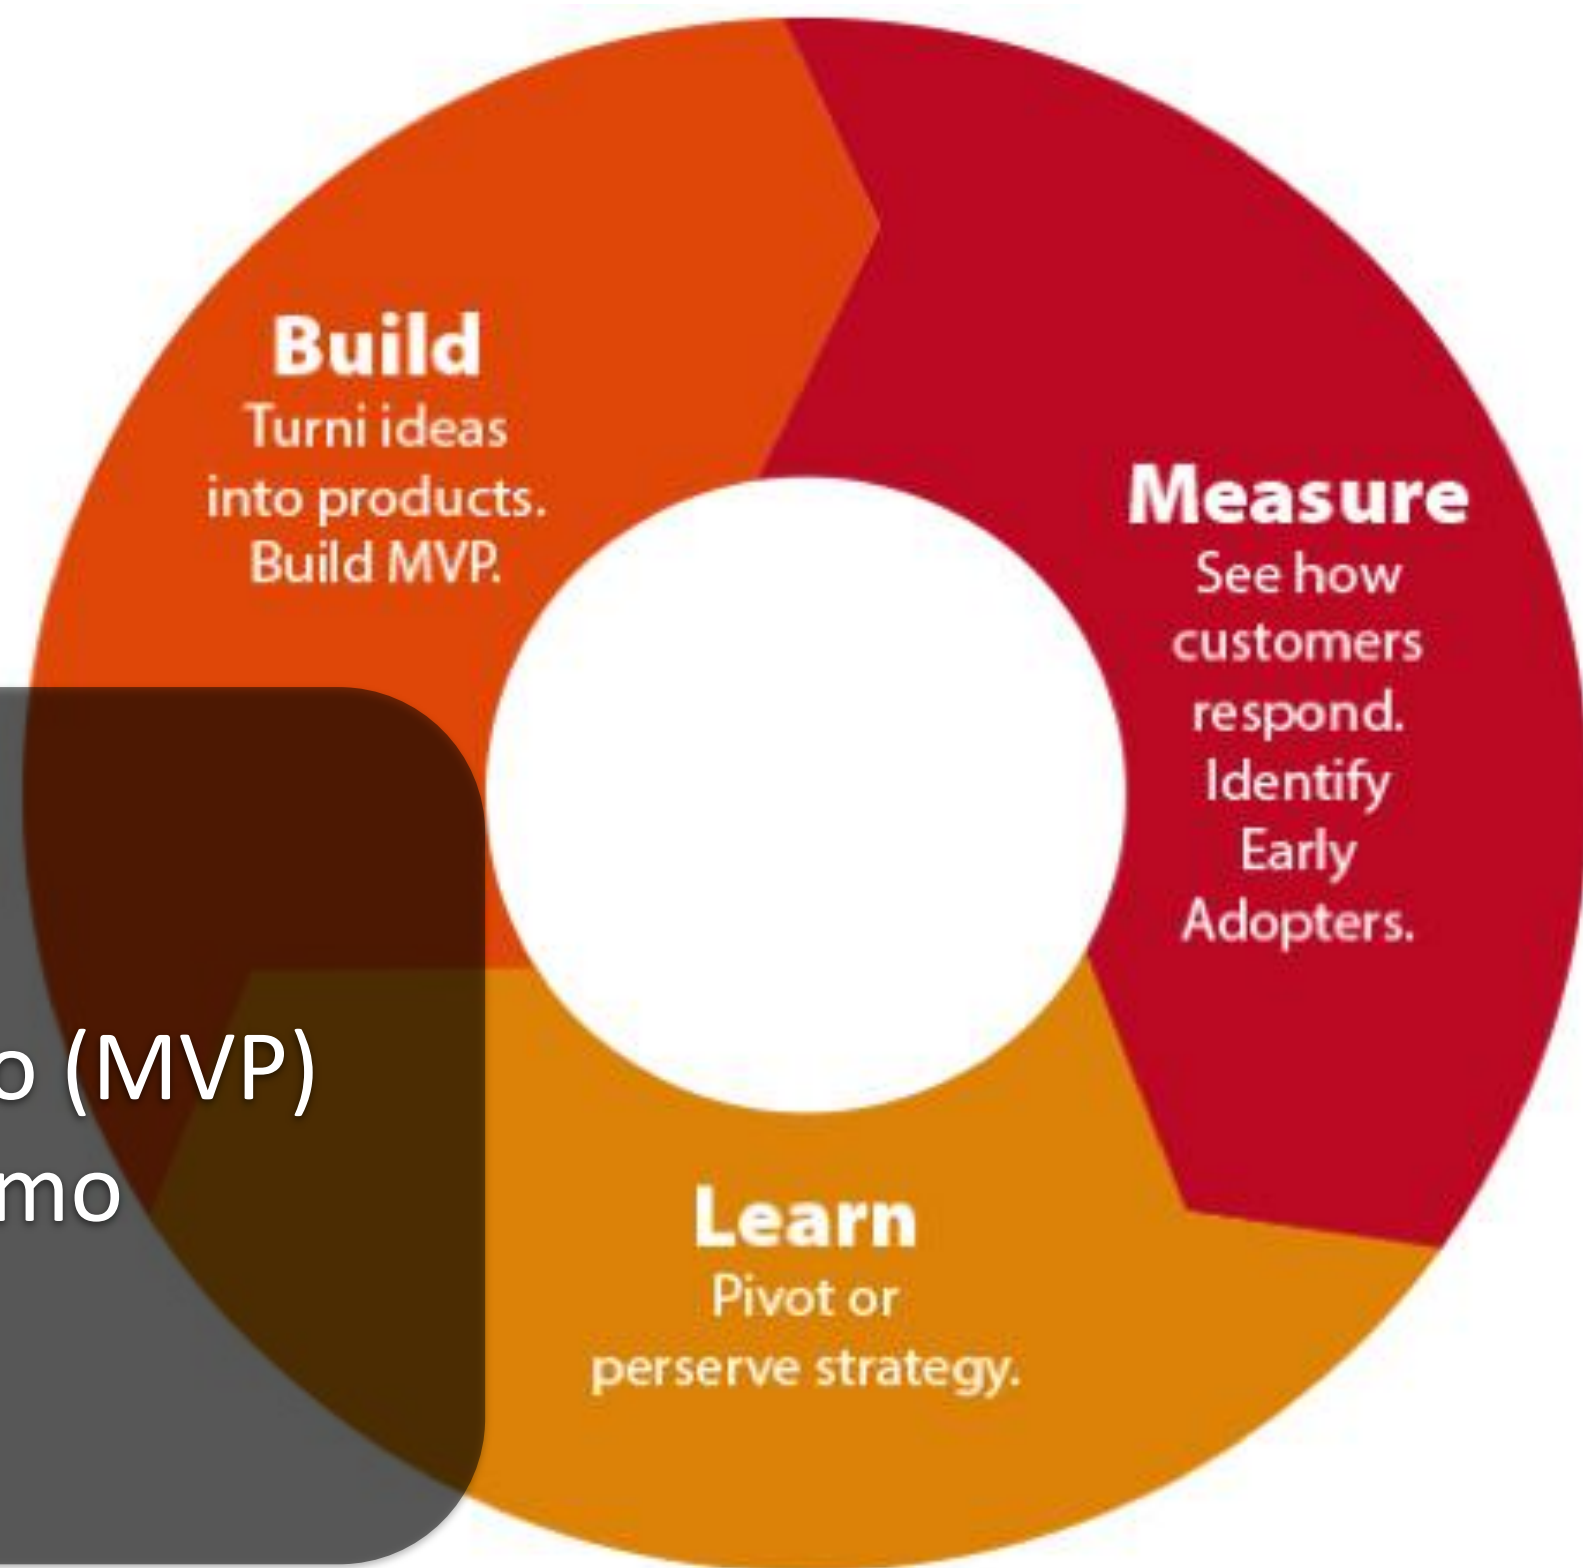 Build
Turni ideas
into products.
Build MVP.
Measure
See how
customers
respond.
Identify
Early
Adopters.
(MVP)
Learn
Pivot or
perserve strategy.